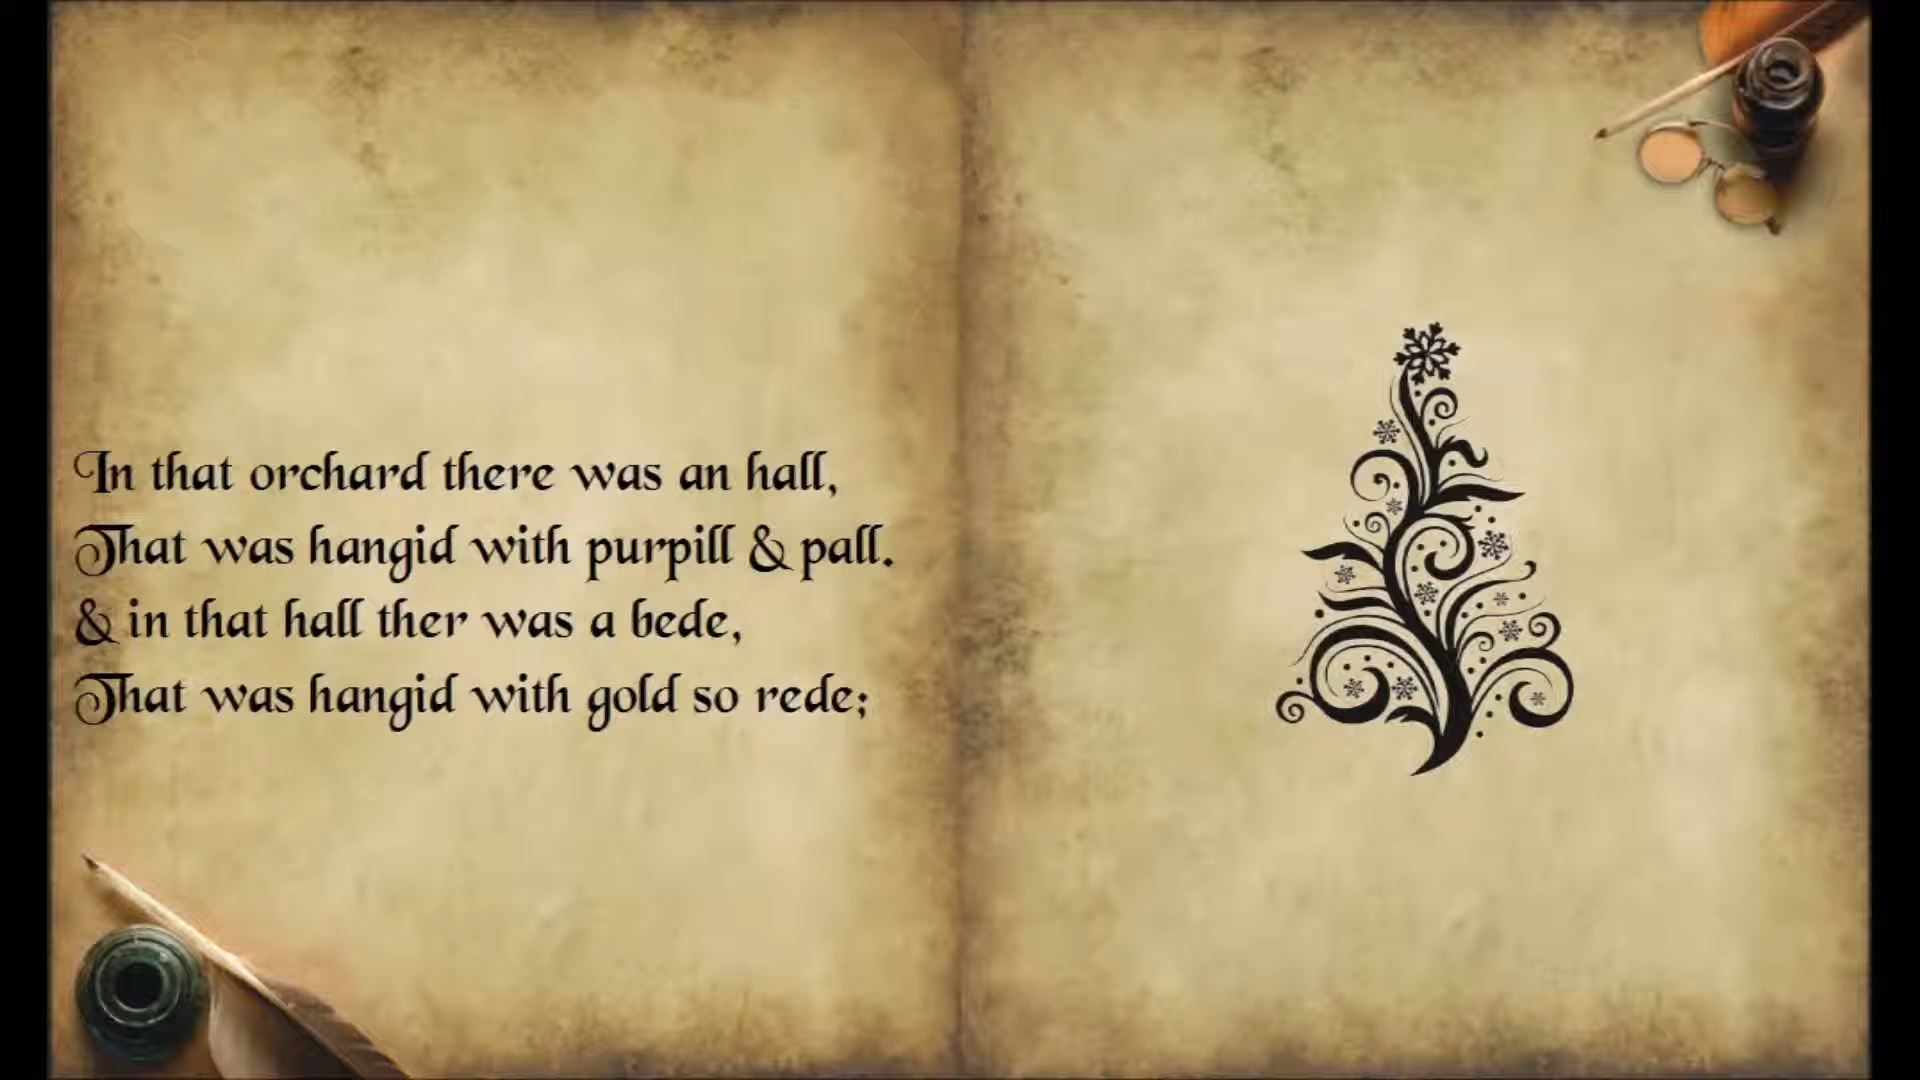 In that orchard there was an hall,
That was hangid with purpill & pall.
& in that hall ther was a bede,
That was hangid with gold so rede;